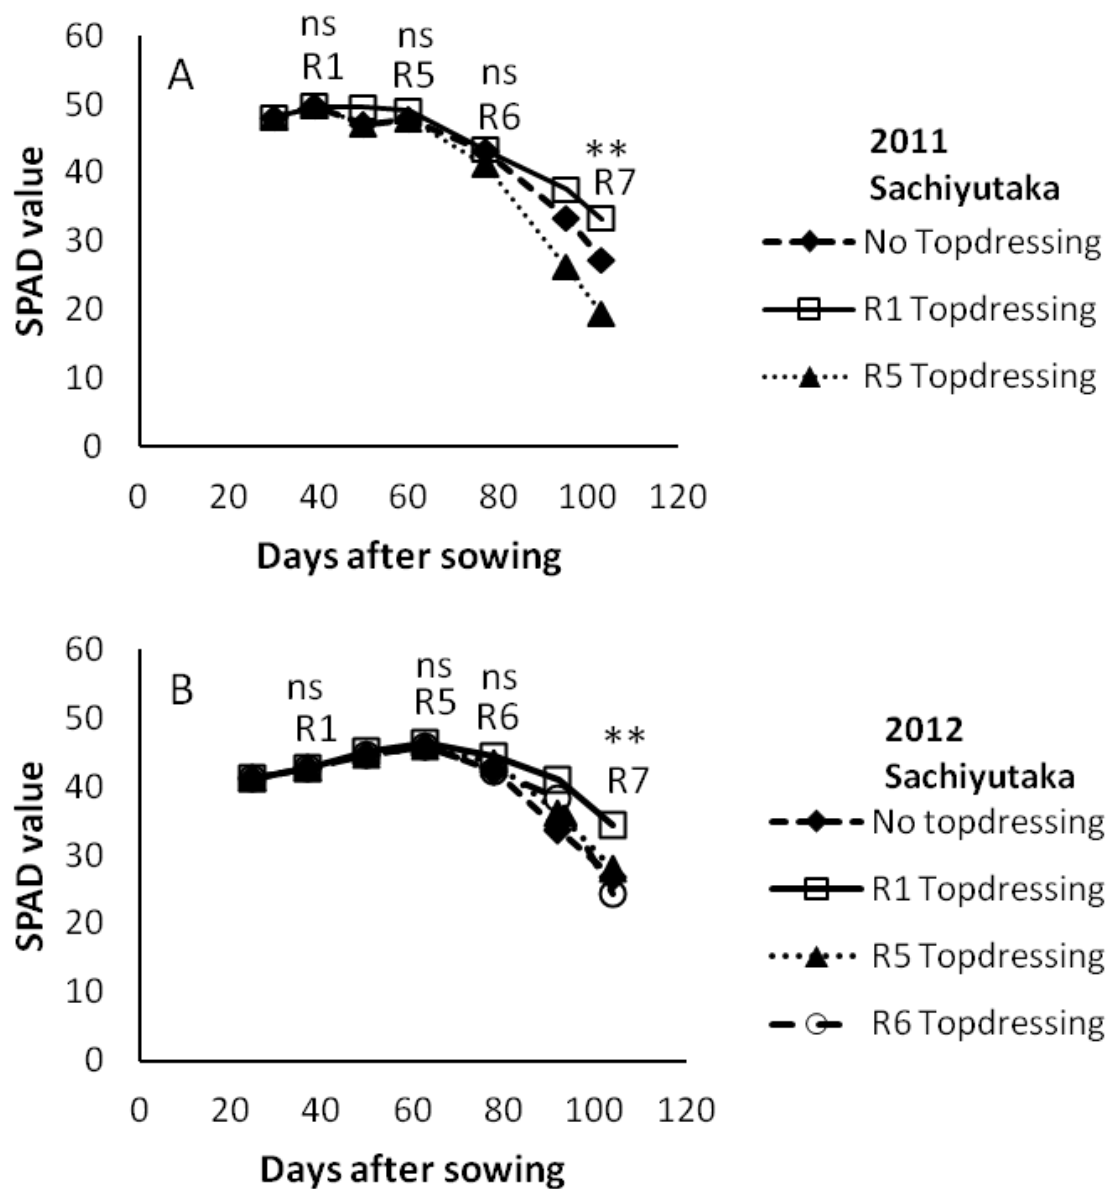 ns
ns
ns
A
R1
R5
R6
**
R7
60
50
40
30
20
10
0
SPAD value
0 20 40 60 80 100 120
Days after sowing
2011
Sachiyutaka
No Topdressing
R1 Topdressing
R5 Topdressing
B
ns
R1
ns
R5
ns
R6
**
R7
60
50
40
30
20
10
0
SPAD value
0 20 40 60 80 100 120
Days after sowing
2012
Sachiyutaka
No topdressing
R1 Topdressing
R5 Topdressing
R6 Topdressing